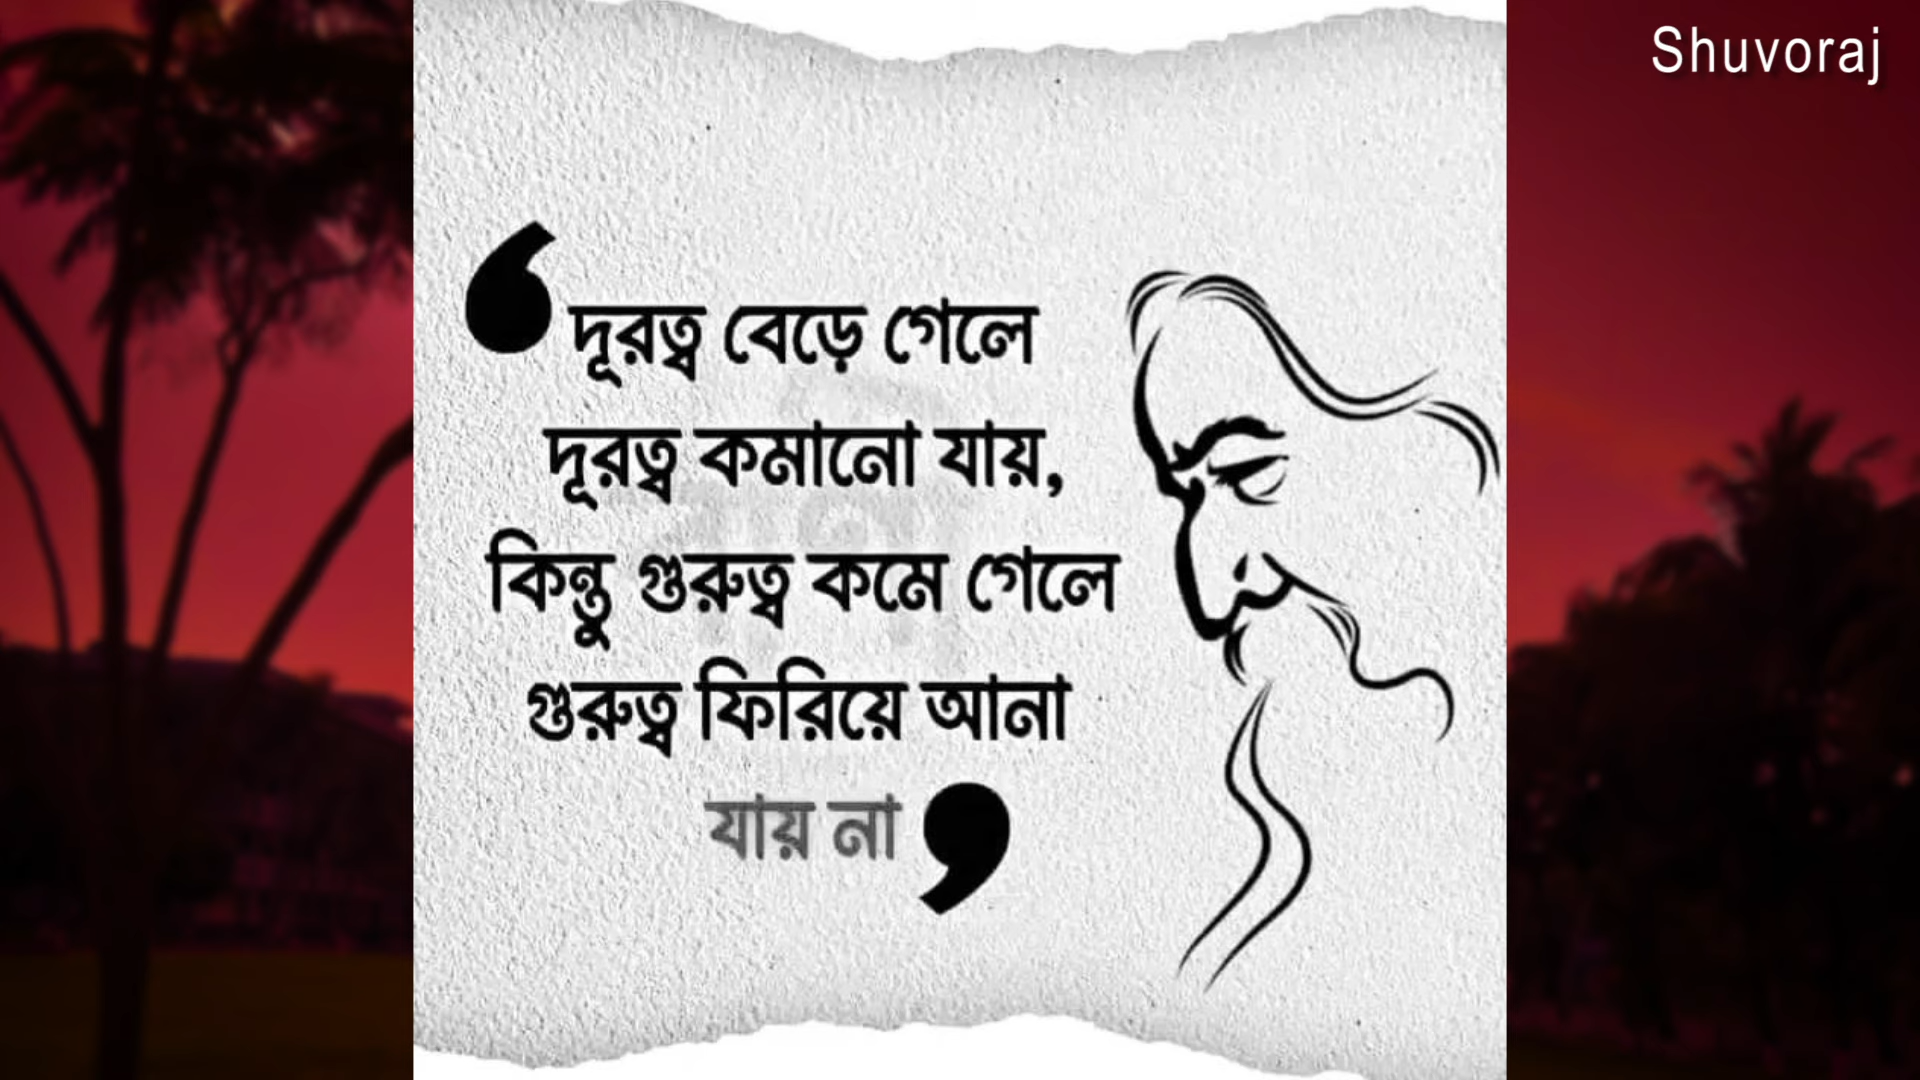 Shuvoraj
দূরত্ব বেড়ে গেলে
দূরত্ব কমানো যায়,
কিন্তু গুরুত্ব কমে গেলে
গুরুত্ব ফিরিয়ে আনা
যায় না